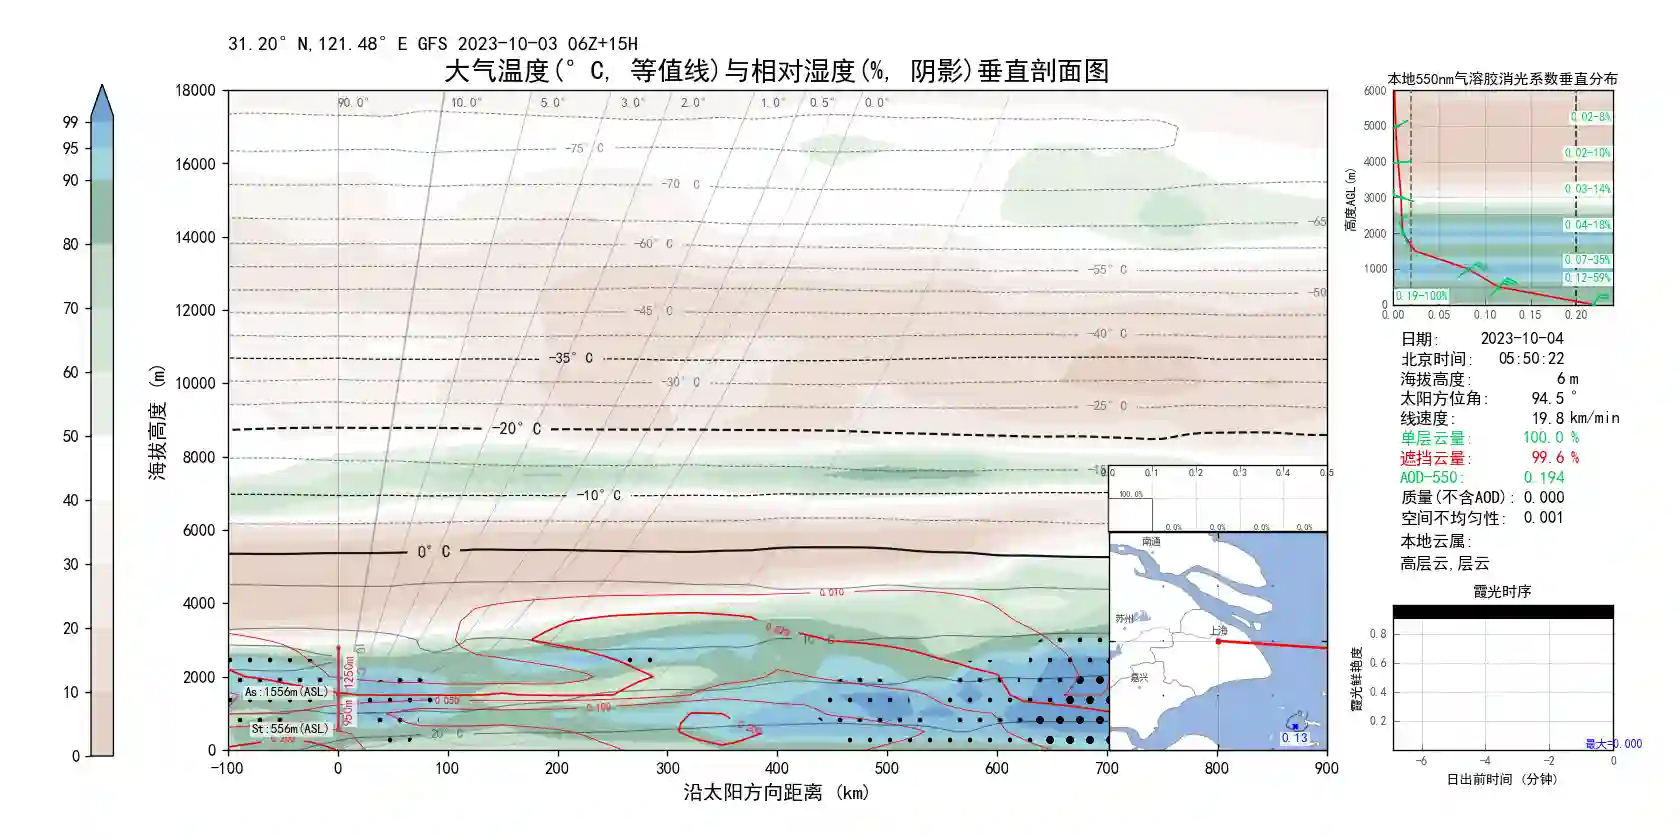 31.20° N,121.48° E GFS 2023-10-03 06Z+15H
大气温度(° C, 等值线)与相对湿度(%, 阴影)垂直剖面图
99
95
90
80
70
60
50
40
30
20
10
0
海拔高度 (m)
18000
16000
14000
12000
10000
8000
6000
4000
2000
0
90.0° 10.0° 5.0° 3.0° 2.0° 1.0° 0.5° 0.0°
-75° C
-70° C
-65
-60° C
-55° C
-50
-45° C
-40° C
-35° C
-30° C
-25° C
-20° C
-10° C
0° C
0.010
0.050
0.100
20° C
1250m
950m
As:1556m(ASL)
St:556m(ASL)
-100 0 100 200 300 400 500 600 700 800 900
沿太阳方向距离 (km)
0.0 0.1 0.2 0.3 0.4 0.5
100.0%
0.0% 0.0% 0.0% 0.0%
南通
苏州
上海
嘉兴
0.13
本地550nm气溶胶消光系数垂直分布
高度AGL(m)
6000
5000
4000
3000
2000
1000
0
0.02-8%
0.02-10%
0.03-14%
0.04-18%
0.07-35%
0.12-59%
0.19-100%
0.00 0.05 0.10 0.15 0.20
日期: 2023-10-04
北京时间: 05:50:22
海拔高度: 6 m
太阳方位角: 94.5 °
线速度: 19.8 km/min
单层云量: 100.0 %
遮挡云量: 99.6 %
AOD-550: 0.194
质量(不含AOD): 0.000
空间不均匀性: 0.001
本地云属:
高层云,层云
霞光时序
霞光鲜艳度
0.8
0.6
0.4
0.2
最大=0.000
-6 -4 -2 0
日出前时间 (分钟)